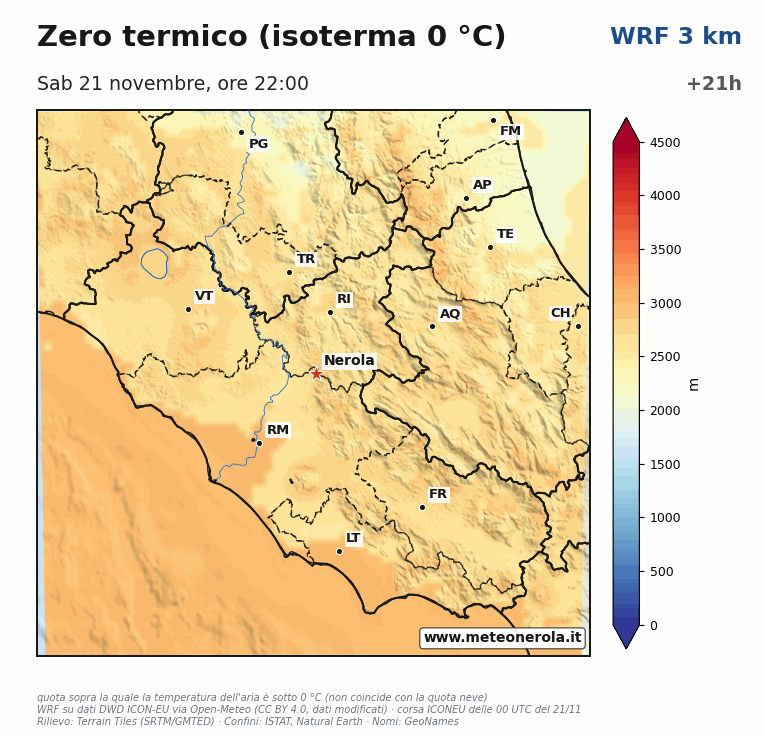 Zero termico (isoterma 0 °C)
WRF 3 km
Sab 21 novembre, ore 22:00
+21h
FM
PG
AP
TE
TR
VT
RI
AQ
CH
Nerola
RM
FR
LT
4500
4000
3500
3000
2500
2000
1500
1000
500
0
m
www.meteonerola.it
quota sopra la quale la temperatura dell'aria è sotto 0 °C (non coincide con la quota neve)
WRF su dati DWD ICON-EU via Open-Meteo (CC BY 4.0, dati modificati) · corsa ICONEU delle 00 UTC del 21/11
Rilievo: Terrain Tiles (SRTM/GMTED) · Confini: ISTAT, Natural Earth · Nomi: GeoNames